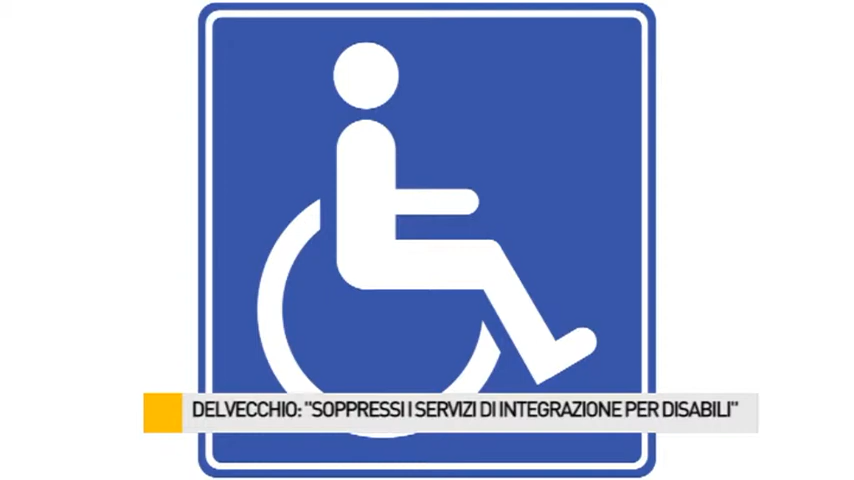 DELVECCHIO: "SOPPRESSI I SERVIZI DI INTEGRAZIONE PER DISABILI"